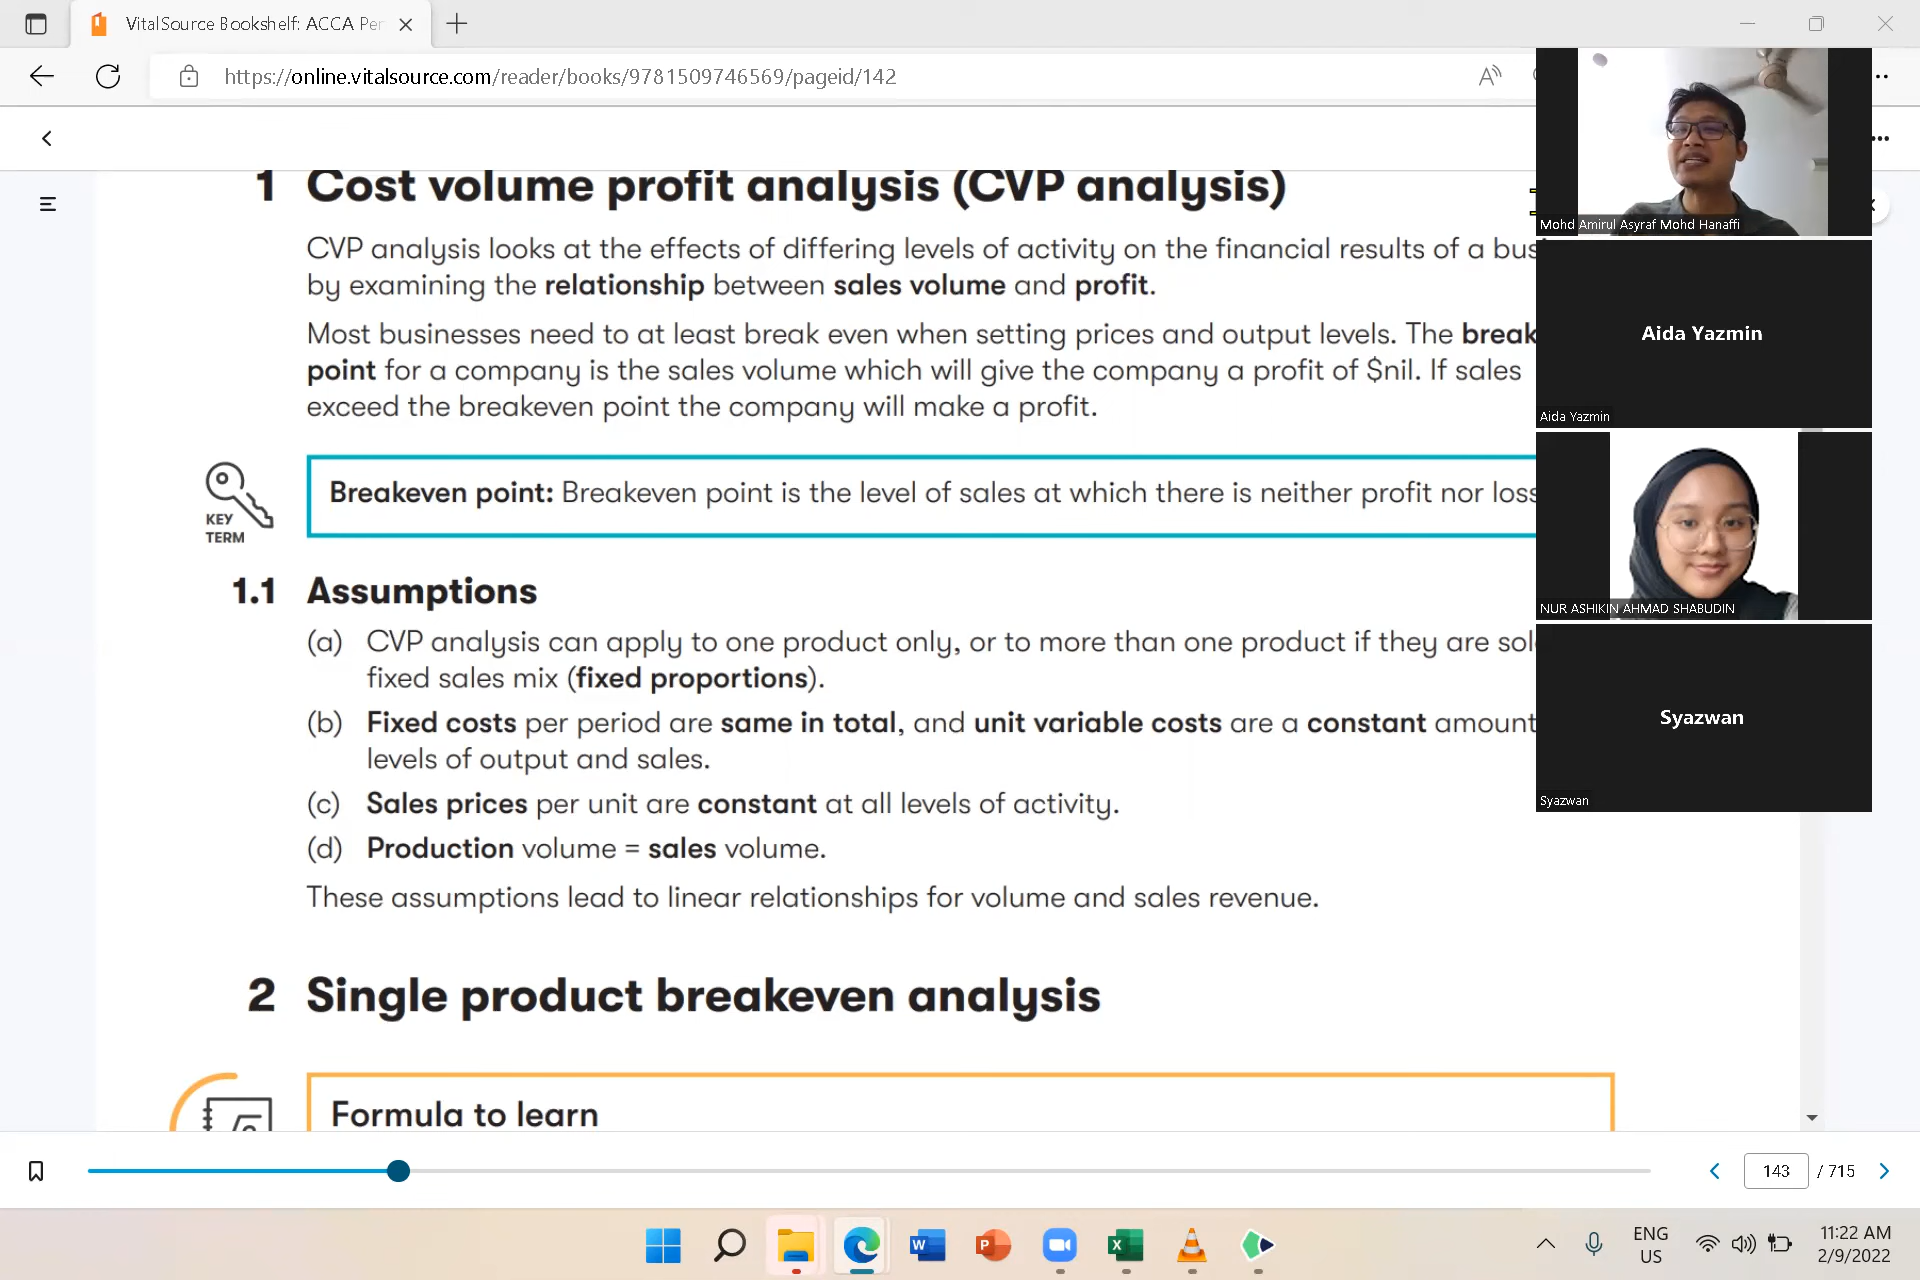 VitalSource Bookshelf: ACCA Per
https://online.vitalsource.com/reader/books/9781509746569/pageid/142
1 Cost volume profit analysis (CVP analysis)
CVP analysis looks at the effects of differing levels of activity on the financial results of a bus
by examining the relationship between sales volume and profit.
Most businesses need to at least break even when setting prices and output levels. The break
point for a company is the sales volume which will give the company a profit of $nil. If sales
exceed the breakeven point the company will make a profit.
KEY
TERM
Breakeven point: Breakeven point is the level of sales at which there is neither profit nor loss
1.1 Assumptions
(a) CVP analysis can apply to one product only, or to more than one product if they are sol
fixed sales mix (fixed proportions).
(b) Fixed costs per period are same in total, and unit variable costs are a constant amount
levels of output and sales.
(c) Sales prices per unit are constant at all levels of activity.
(d) Production volume = sales volume.
These assumptions lead to linear relationships for volume and sales revenue.
2 Single product breakeven analysis
Formula to learn
Mohd Amirul Asyraf Mohd Hanaffi
Aida Yazmin
Aida Yazmin
NUR ASHIKIN AHMAD SHABUDIN
Syazwan
Syazwan
143 / 715
ENG
US
11:22 AM
2/9/2022